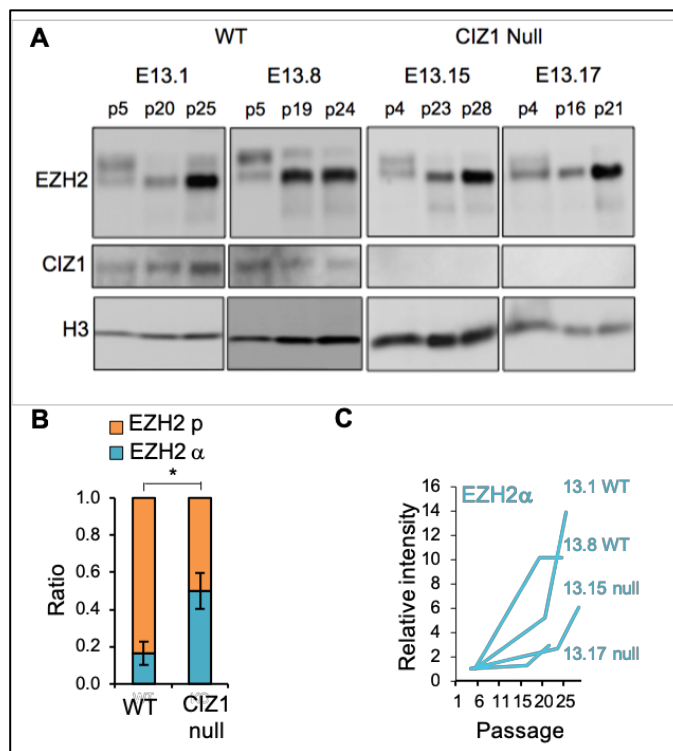 A
WT CIZ1 Null
E13.1 E13.8 E13.15 E13.17
p5 p20 p25 p5 p19 p24 p4 p23 p28 p4 p16 p21
EZH2
CIZ1
H3
B
EZH2 p
EZH2 α
*
1.0
0.8
0.6
0.4
0.2
0.0
Ratio
WT CIZ1
null
C
EZH2α
16
14
12
10
8
6
4
2
0
Relative intensity
13.1 WT
13.8 WT
13.15 null
13.17 null
1 6 11 15 20 25
Passage